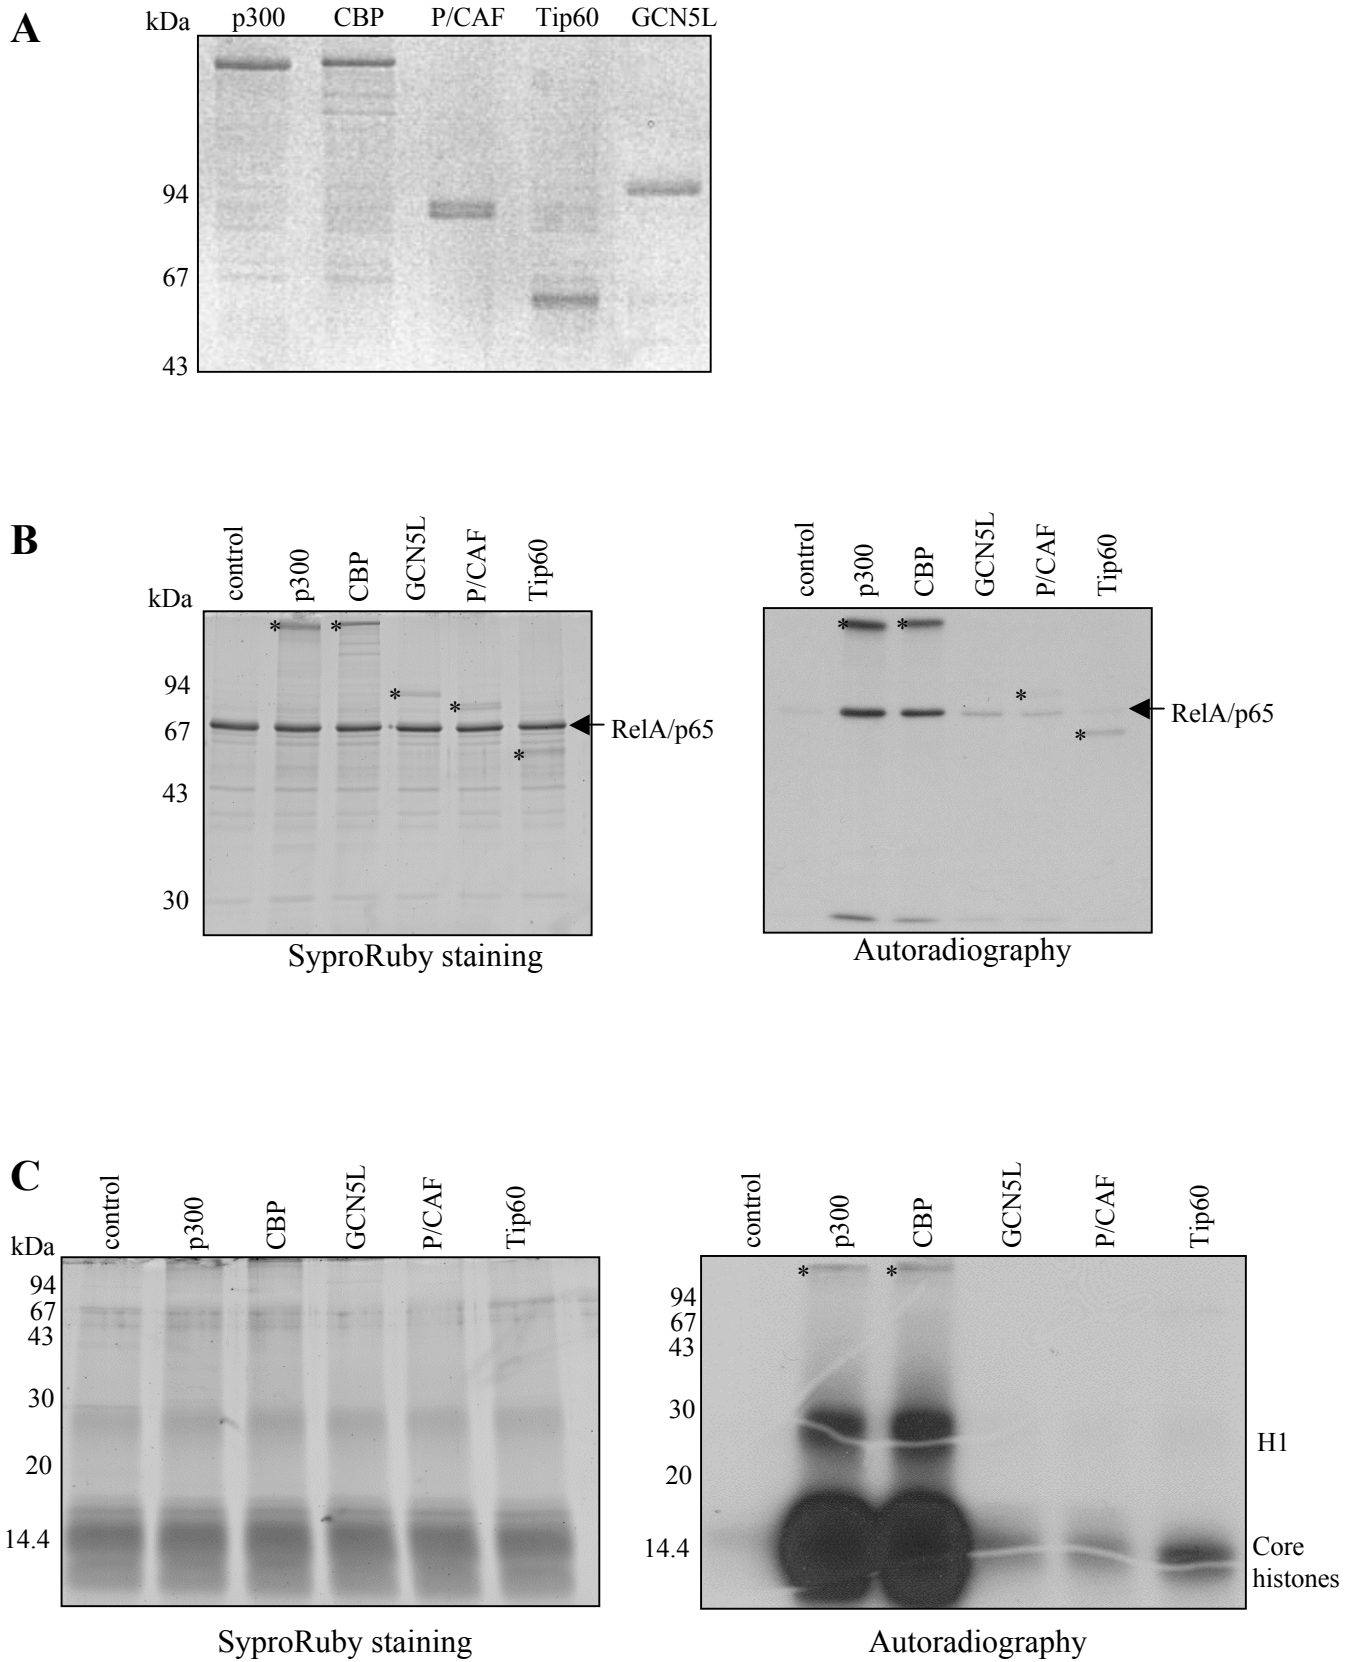 A
kDa p300 CBP P/CAF Tip60 GCN5L
94
67
43
B
kDa control p300 CBP GCN5L P/CAF Tip60
94
67
43
30
* * * * *
RelA/p65
SyproRuby staining
control p300 CBP GCN5L P/CAF Tip60
* * * *
RelA/p65
Autoradiography
C
kDa control p300 CBP GCN5L P/CAF Tip60
94
67
43
30
20
14.4
SyproRuby staining
control p300 CBP GCN5L P/CAF Tip60
* *
94
67
43
30
20
14.4
H1
Core
histones
Autoradiography